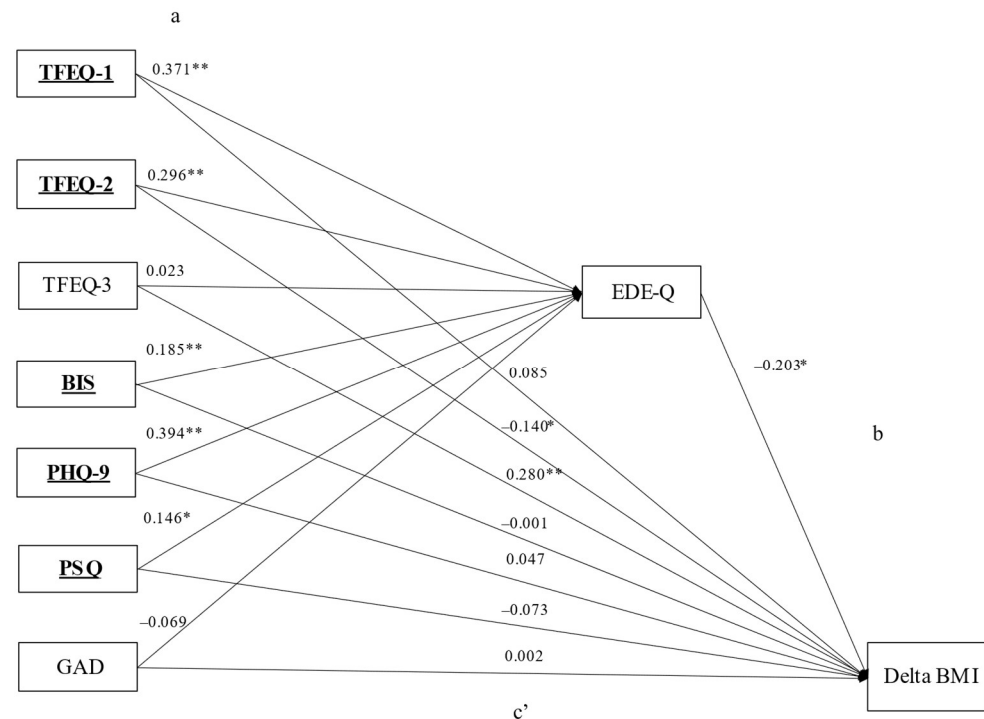 a
TFEQ-1
0.371**
TFEQ-2
0.296**
TFEQ-3
0.023
EDE-Q
BIS
0.185**
0.085
–0.203*
PHQ-9
0.394**
–0.140*
b
0.280**
PSQ
0.146*
–0.001
0.047
–0.073
GAD
–0.069
0.002
Delta BMI
c’